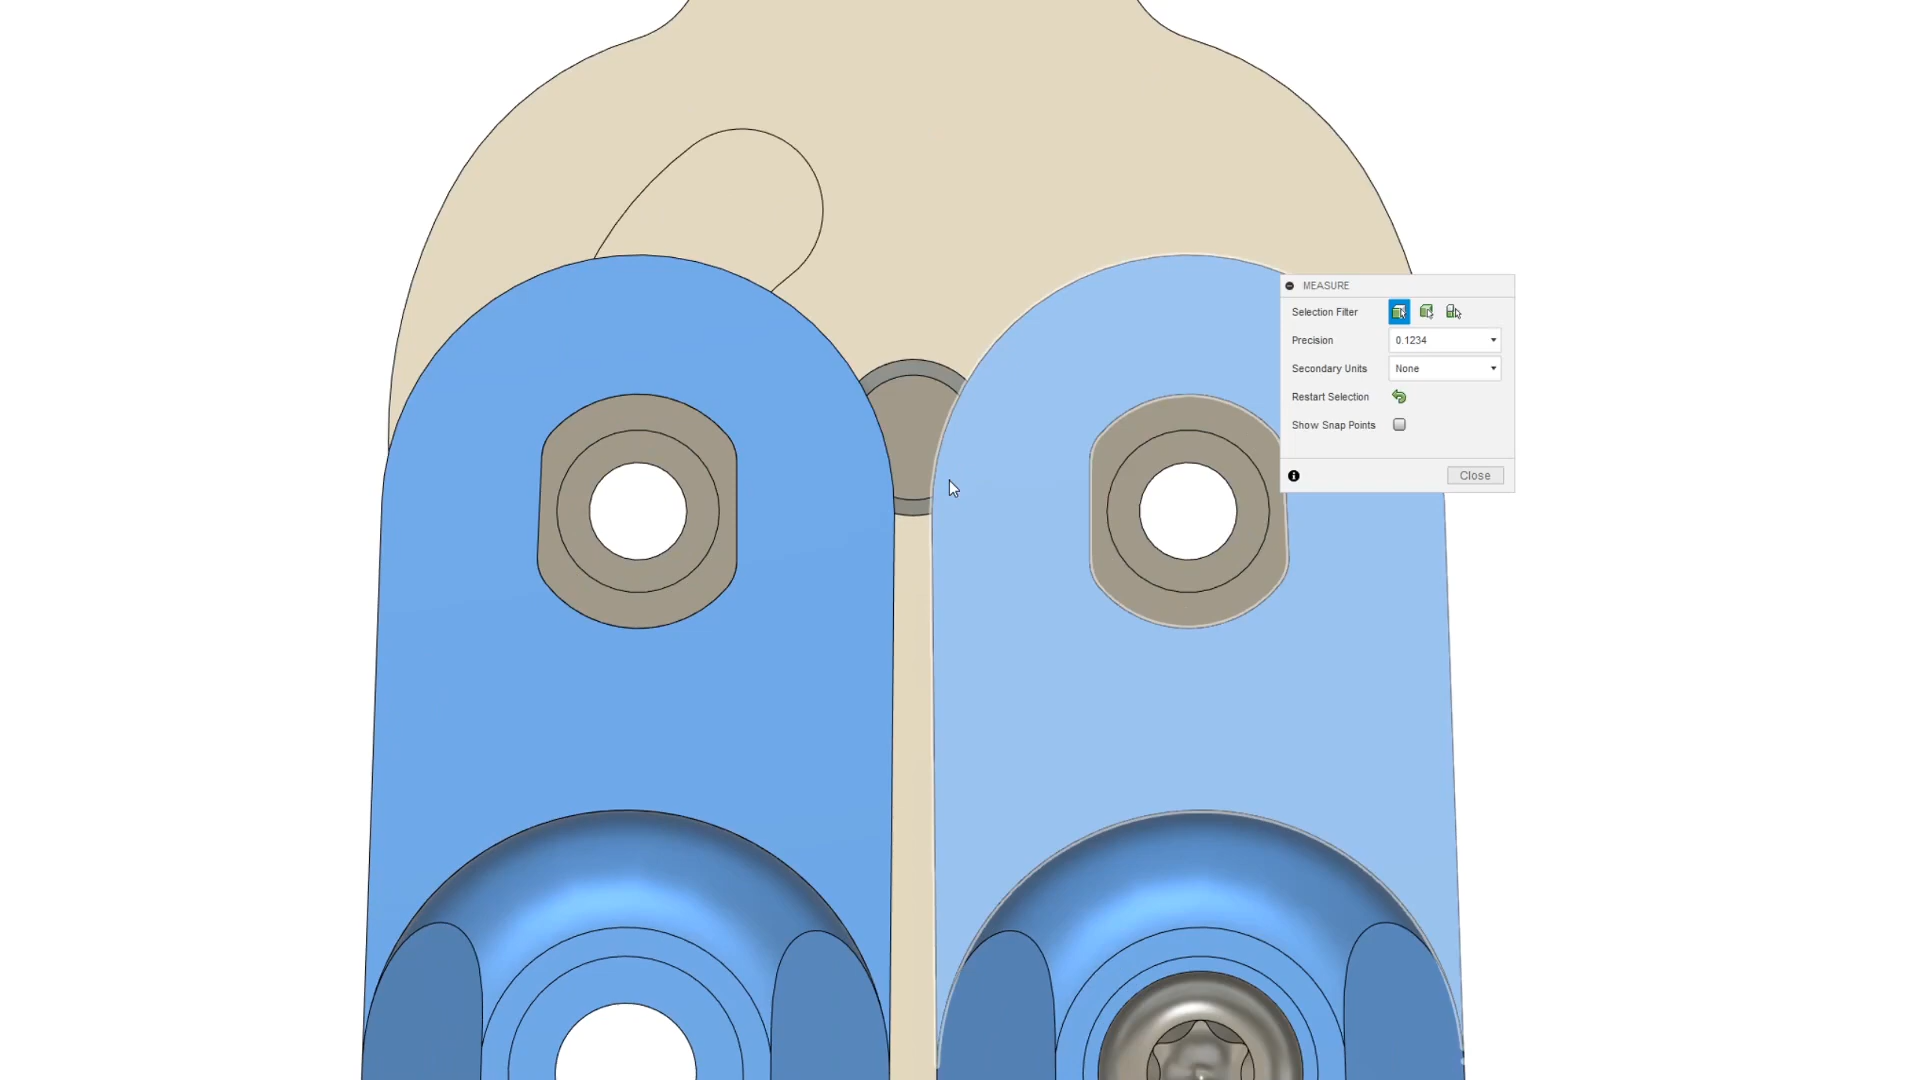 MEASURE
Selection Filter
Precision 0.1234
Secondary Units None
Restart Selection
Show Snap Points
Close